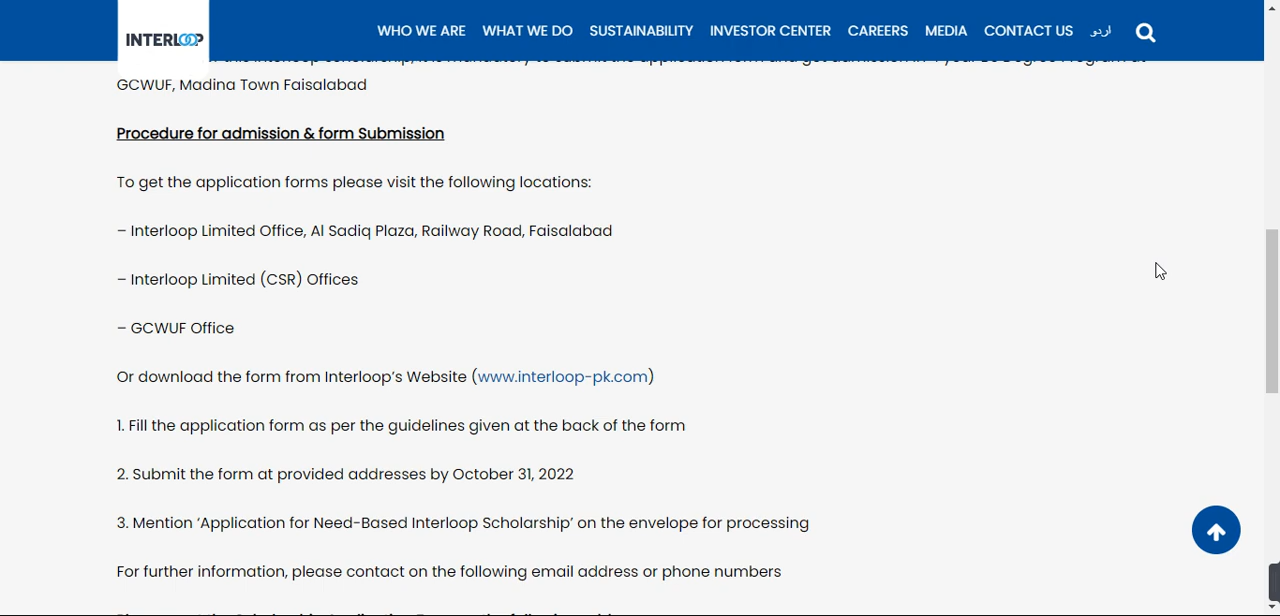 INTERLOOP
WHO WE ARE WHAT WE DO SUSTAINABILITY INVESTOR CENTER CAREERS MEDIA CONTACT US اردو
GCWUF, Madina Town Faisalabad
Procedure for admission & form Submission
To get the application forms please visit the following locations:
– Interloop Limited Office, Al Sadiq Plaza, Railway Road, Faisalabad
– Interloop Limited (CSR) Offices
– GCWUF Office
Or download the form from Interloop’s Website (www.interloop-pk.com)
1. Fill the application form as per the guidelines given at the back of the form
2. Submit the form at provided addresses by October 31, 2022
3. Mention ‘Application for Need-Based Interloop Scholarship’ on the envelope for processing
For further information, please contact on the following email address or phone numbers